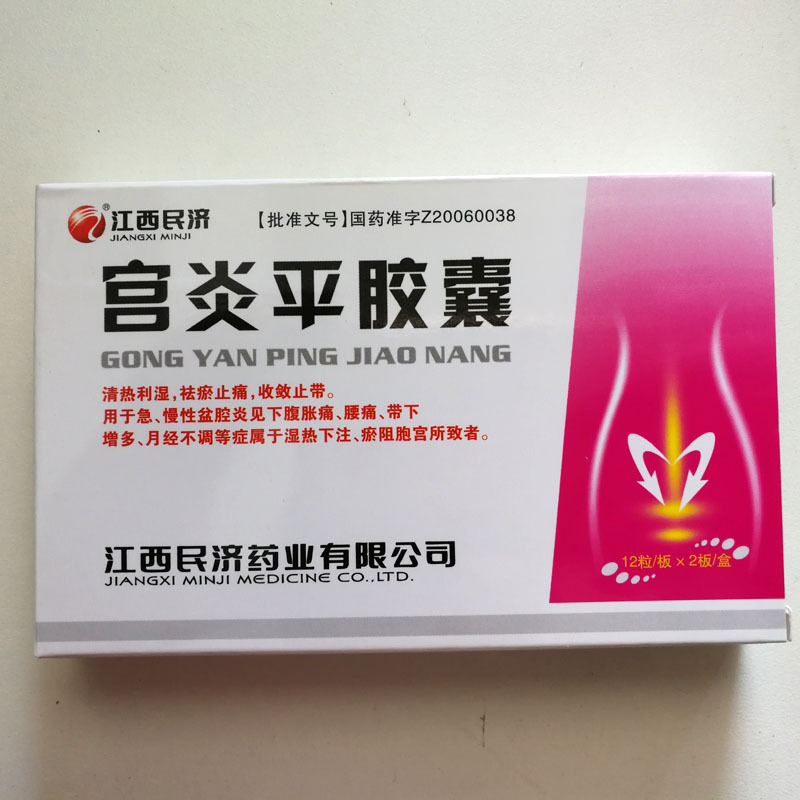 江西民济®
JIANGXI MINJI
【批准文号】国药准字Z20060038
宫炎平胶囊
GONG YAN PING JIAO NANG
清热利湿,祛瘀止痛,收敛止带。
用于急、慢性盆腔炎见下腹胀痛、腰痛、带下
增多、月经不调等症属于湿热下注、瘀阻胞宫所致者。
江西民济药业有限公司
JIANGXI MINJI MEDICINE CO.,LTD.
12粒/板×2板/盒